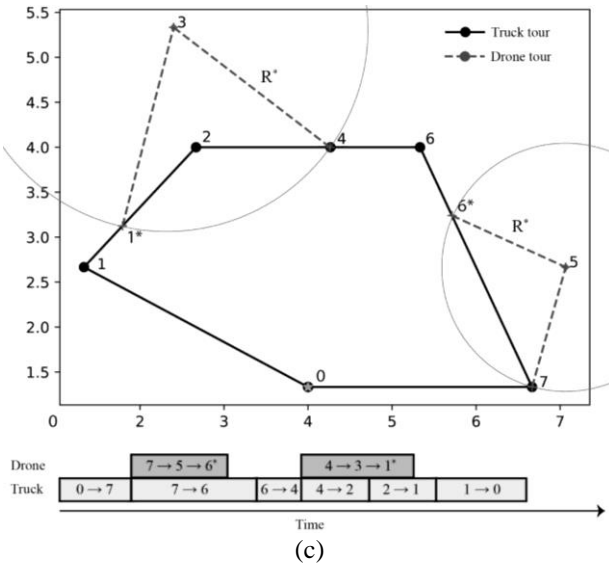 5.5
5.0
4.5
4.0
3.5
3.0
2.5
2.0
1.5
0 2 3 4 5 6 7
Truck tour
Drone tour
3
R*
2
4
6
1*
6*
R*
5
1
0
7
Drone 7 → 5 → 6* 4 → 3 → 1*
Truck 0 → 7 7 → 6 6 → 4 4 → 2 2 → 1 1 → 0
Time
(c)